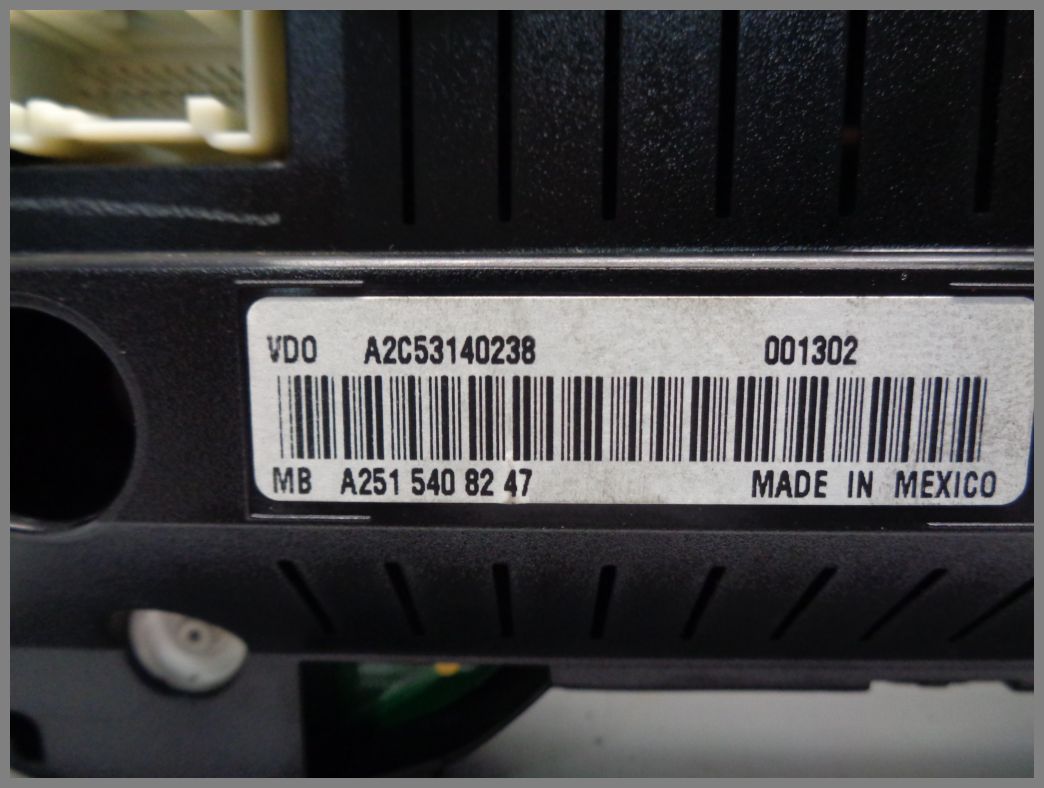 VDO A2C53140238 001302
MB A251 540 82 47 MADE IN MEXICO